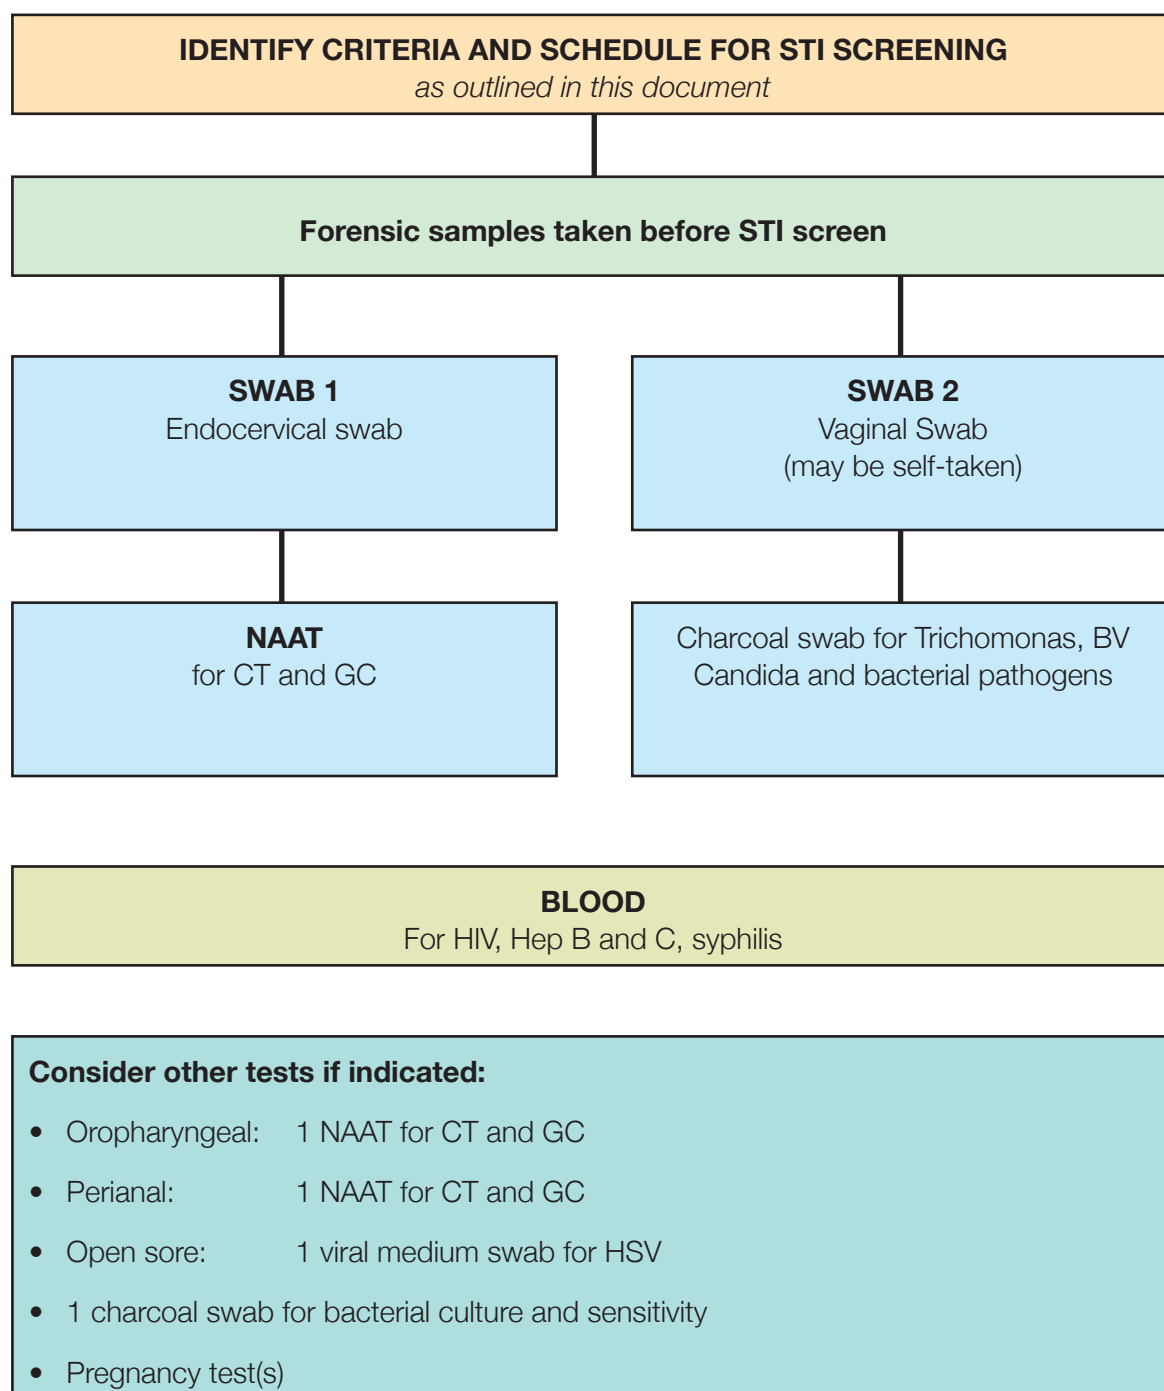 IDENTIFY CRITERIA AND SCHEDULE FOR STI SCREENING
as outlined in this document
Forensic samples taken before STI screen
SWAB 1
Endocervical swab
SWAB 2
Vaginal Swab
(may be self-taken)
NAAT
for CT and GC
Charcoal swab for Trichomonas, BV
Candida and bacterial pathogens
BLOOD
For HIV, Hep B and C, syphilis
Consider other tests if indicated:
• Oropharyngeal: 1 NAAT for CT and GC
• Perianal: 1 NAAT for CT and GC
• Open sore: 1 viral medium swab for HSV
• 1 charcoal swab for bacterial culture and sensitivity
• Pregnancy test(s)